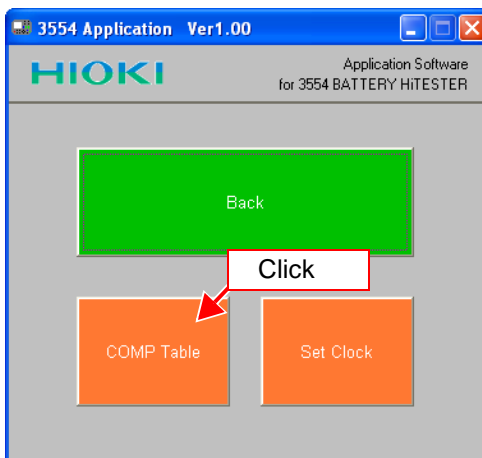 3554 Application Ver1.00
HIOKI
Application Software
for 3554 BATTERY HiTESTER
Back
Click
COMP Table
Set Clock